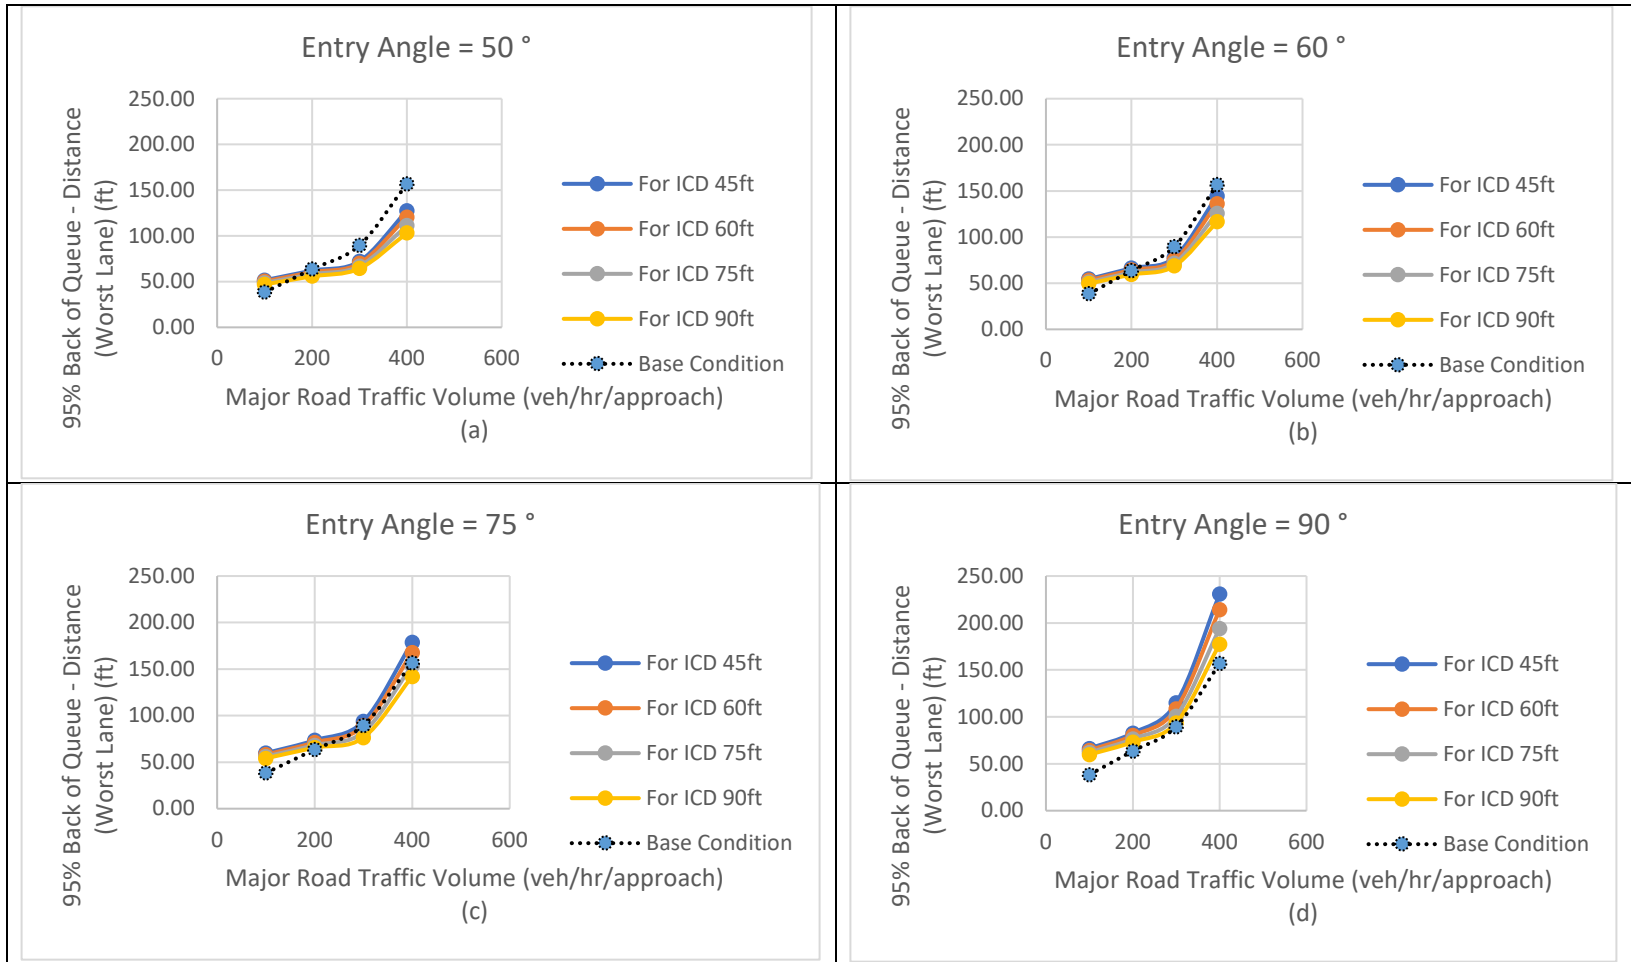 Entry Angle = 50 °
95% Back of Queue - Distance
(Worst Lane) (ft)
250.00
200.00
150.00
100.00
50.00
0.00
0
200
400
600
Major Road Traffic Volume (veh/hr/approach)
(a)
For ICD 45ft
For ICD 60ft
For ICD 75ft
For ICD 90ft
Base Condition
Entry Angle = 60 °
95% Back of Queue - Distance
(Worst Lane) (ft)
250.00
200.00
150.00
100.00
50.00
0.00
0
200
400
600
Major Road Traffic Volume (veh/hr/approach)
(b)
For ICD 45ft
For ICD 60ft
For ICD 75ft
For ICD 90ft
Base Condition
Entry Angle = 75 °
95% Back of Queue - Distance
(Worst Lane) (ft)
250.00
200.00
150.00
100.00
50.00
0.00
0
200
400
600
Major Road Traffic Volume (veh/hr/approach)
(c)
For ICD 45ft
For ICD 60ft
For ICD 75ft
For ICD 90ft
Base Condition
Entry Angle = 90 °
95% Back of Queue - Distance
(Worst Lane) (ft)
250.00
200.00
150.00
100.00
50.00
0.00
0
200
400
600
Major Road Traffic Volume (veh/hr/approach)
(d)
For ICD 45ft
For ICD 60ft
For ICD 75ft
For ICD 90ft
Base Condition